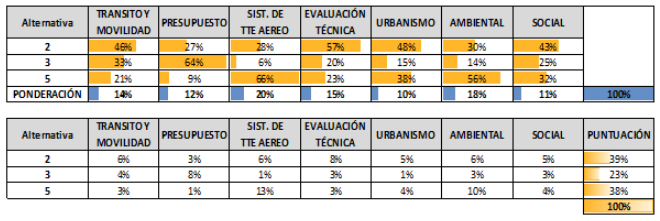 Alternativa TRANSITO Y MOVILIDAD PRESUPUESTO SIST. DE TTE AEREO EVALUACIÓN TÉCNICA URBANISMO AMBIENTAL SOCIAL
2 46% 27% 28% 57% 48% 30% 43%
3 33% 64% 6% 20% 15% 14% 25%
5 21% 9% 66% 23% 38% 56% 32%
PONDERACIÓN 14% 12% 20% 15% 10% 18% 11% 100%
Alternativa TRANSITO Y MOVILIDAD PRESUPUESTO SIST. DE TTE AEREO EVALUACIÓN TÉCNICA URBANISMO AMBIENTAL SOCIAL PUNTUACIÓN
2 6% 3% 6% 8% 5% 6% 5% 39%
3 4% 8% 1% 3% 1% 3% 3% 23%
5 3% 1% 13% 3% 4% 10% 4% 38%
100%